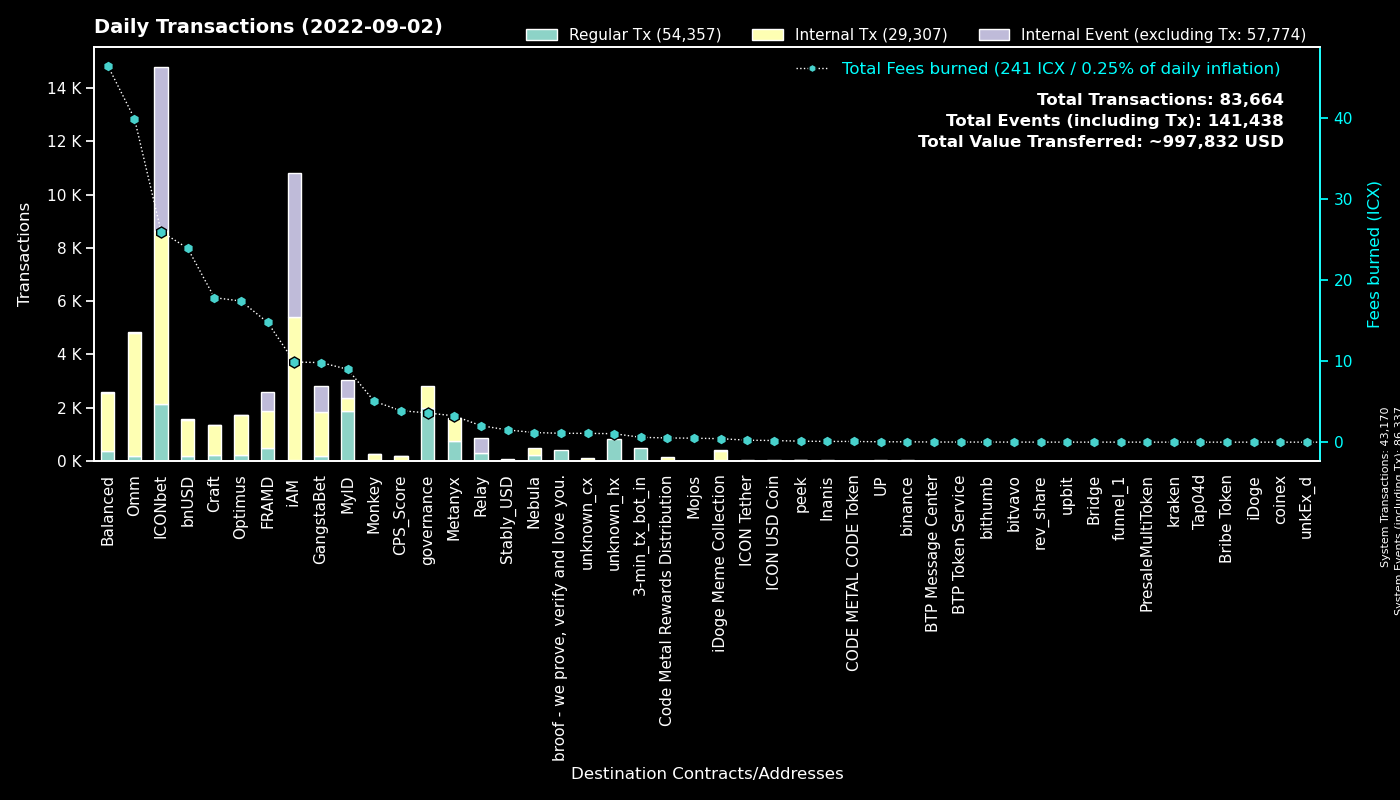 Daily Transactions (2022-09-02)
Regular Tx (54,357)
Internal Tx (29,307)
Internal Event (excluding Tx: 57,774)
Total Fees burned (241 ICX / 0.25% of daily inflation)
Total Transactions: 83,664
Total Events (including Tx): 141,438
Total Value Transferred: ~997,832 USD
Transactions
14 K
12 K
10 K
8 K
6 K
4 K
2 K
0 K
40
30
20
10
0
Fees burned (ICX)
Balanced
Omm
ICONbet
bnUSD
Craft
Optimus
FRAMD
iAM
GangstaBet
MyID
Monkey
CPS_Score
governance
Metanyx
Relay
Stably_USD
Nebula
broof - we prove, verify and love you.
unknown_cx
unknown_hx
3-min_tx_bot_in
Code Metal Rewards Distribution
Mojos
iDoge Meme Collection
ICON Tether
ICON USD Coin
peek
Inanis
CODE METAL CODE Token
UP
binance
BTP Message Center
BTP Token Service
bithumb
bitvavo
rev_share
upbit
Bridge
funnel_1
PresaleMultiToken
kraken
Tap04d
Bribe Token
iDoge
coinex
unkEx_d
Destination Contracts/Addresses
System Transactions: 43,170
System Events (including Tx): 86,337